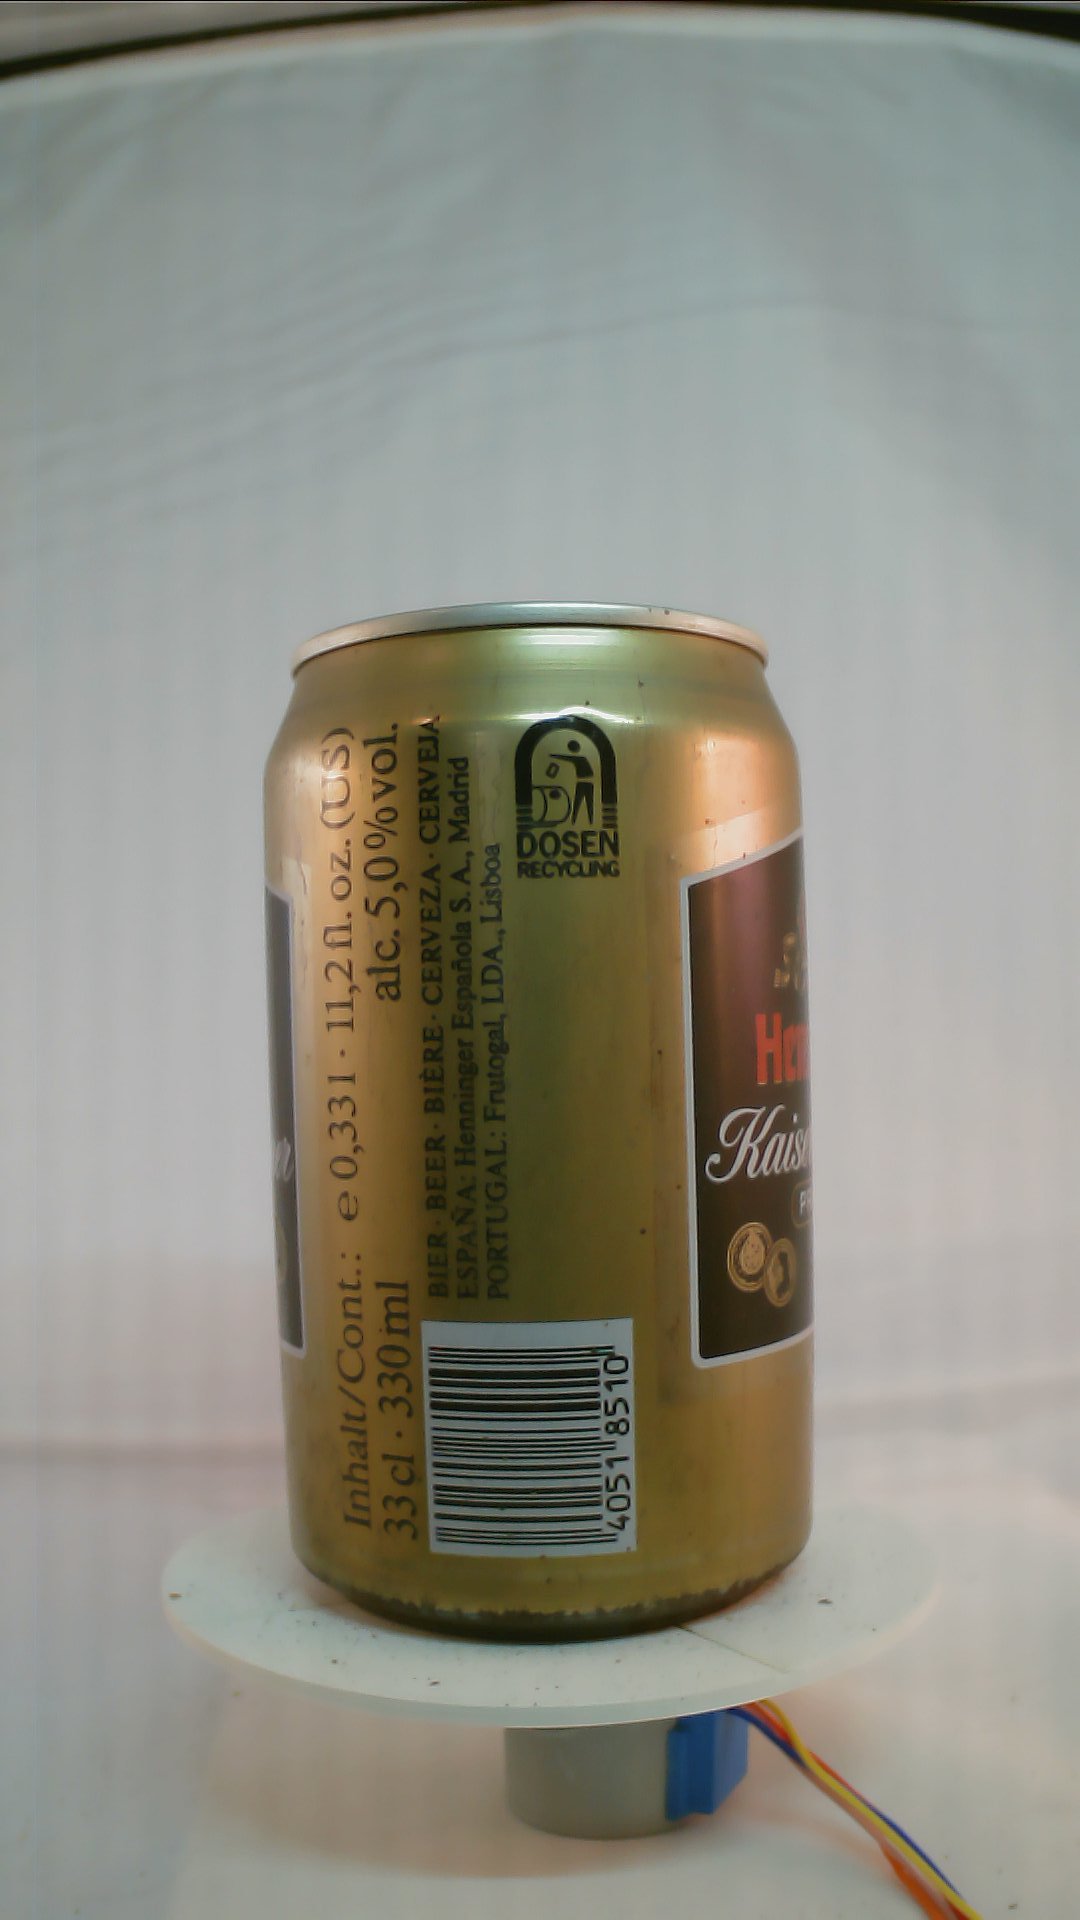 Inhalt/Cont.: e 0,33 l · 11,2 fl. oz. (US)
33 cl · 330 ml alc. 5,0% vol.
BIER · BEER · BIÈRE · CERVEZA · CERVEJA
ESPAÑA: Henninger Española S. A., Madrid
PORTUGAL: Frutogal, LDA., Lisboa
DOSEN
RECYCLING
4051 8510